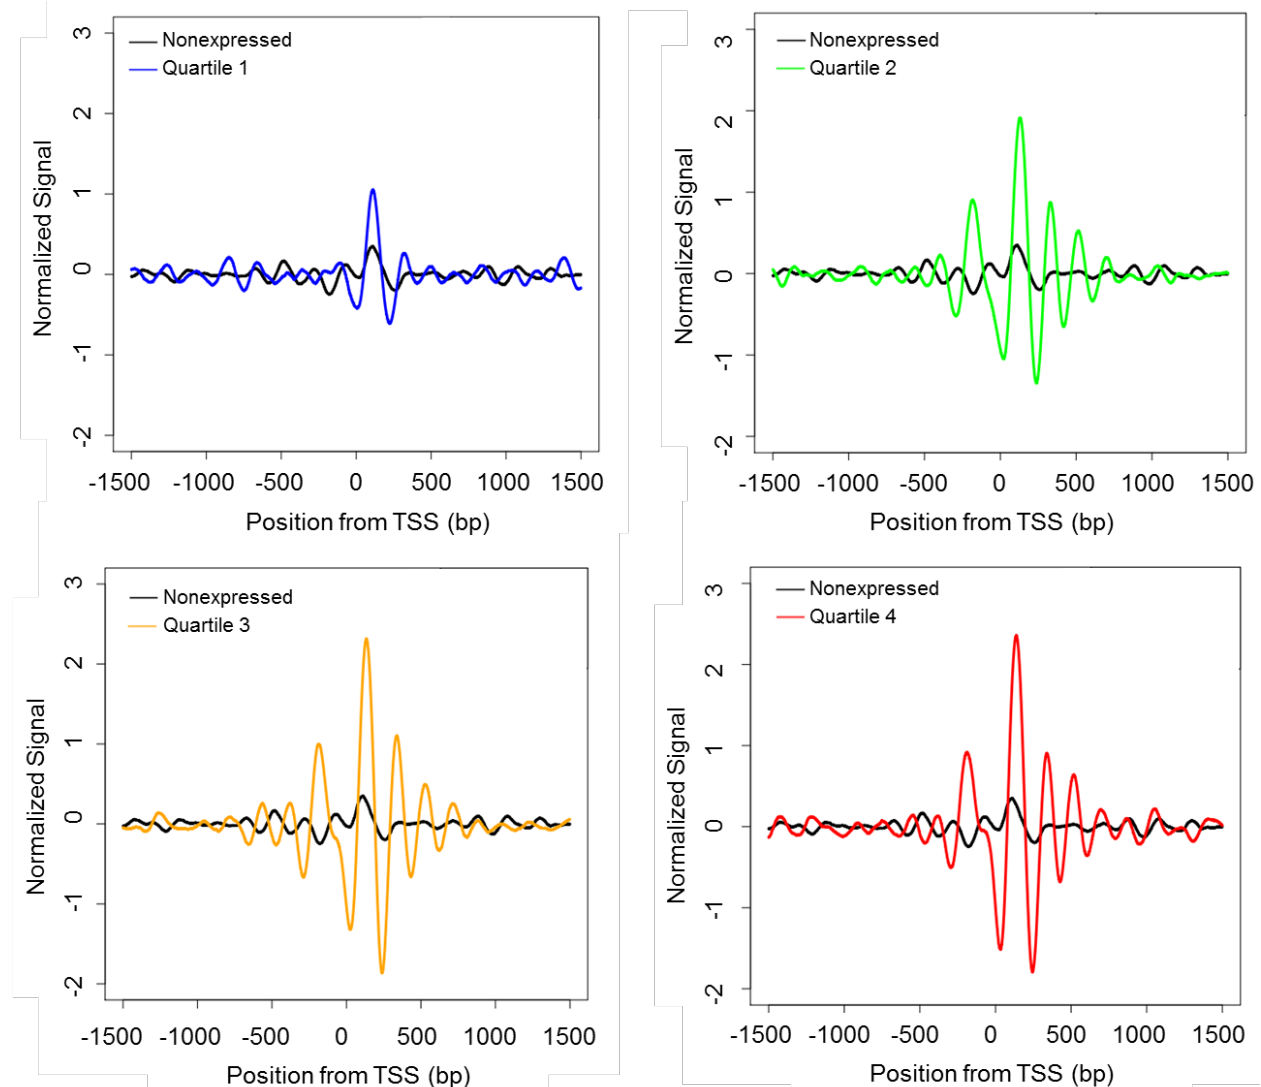 Nonexpressed
Quartile 1
3
2
1
0
-1
-2
Normalized Signal
-1500 -1000 -500 0 500 1000 1500
Position from TSS (bp)
Nonexpressed
Quartile 2
3
2
1
0
-1
-2
Normalized Signal
-1500 -1000 -500 0 500 1000 1500
Position from TSS (bp)
Nonexpressed
Quartile 3
3
2
1
0
-1
-2
Normalized Signal
-1500 -1000 -500 0 500 1000 1500
Position from TSS (bp)
Nonexpressed
Quartile 4
3
2
1
0
-1
-2
Normalized Signal
-1500 -1000 -500 0 500 1000 1500
Position from TSS (bp)